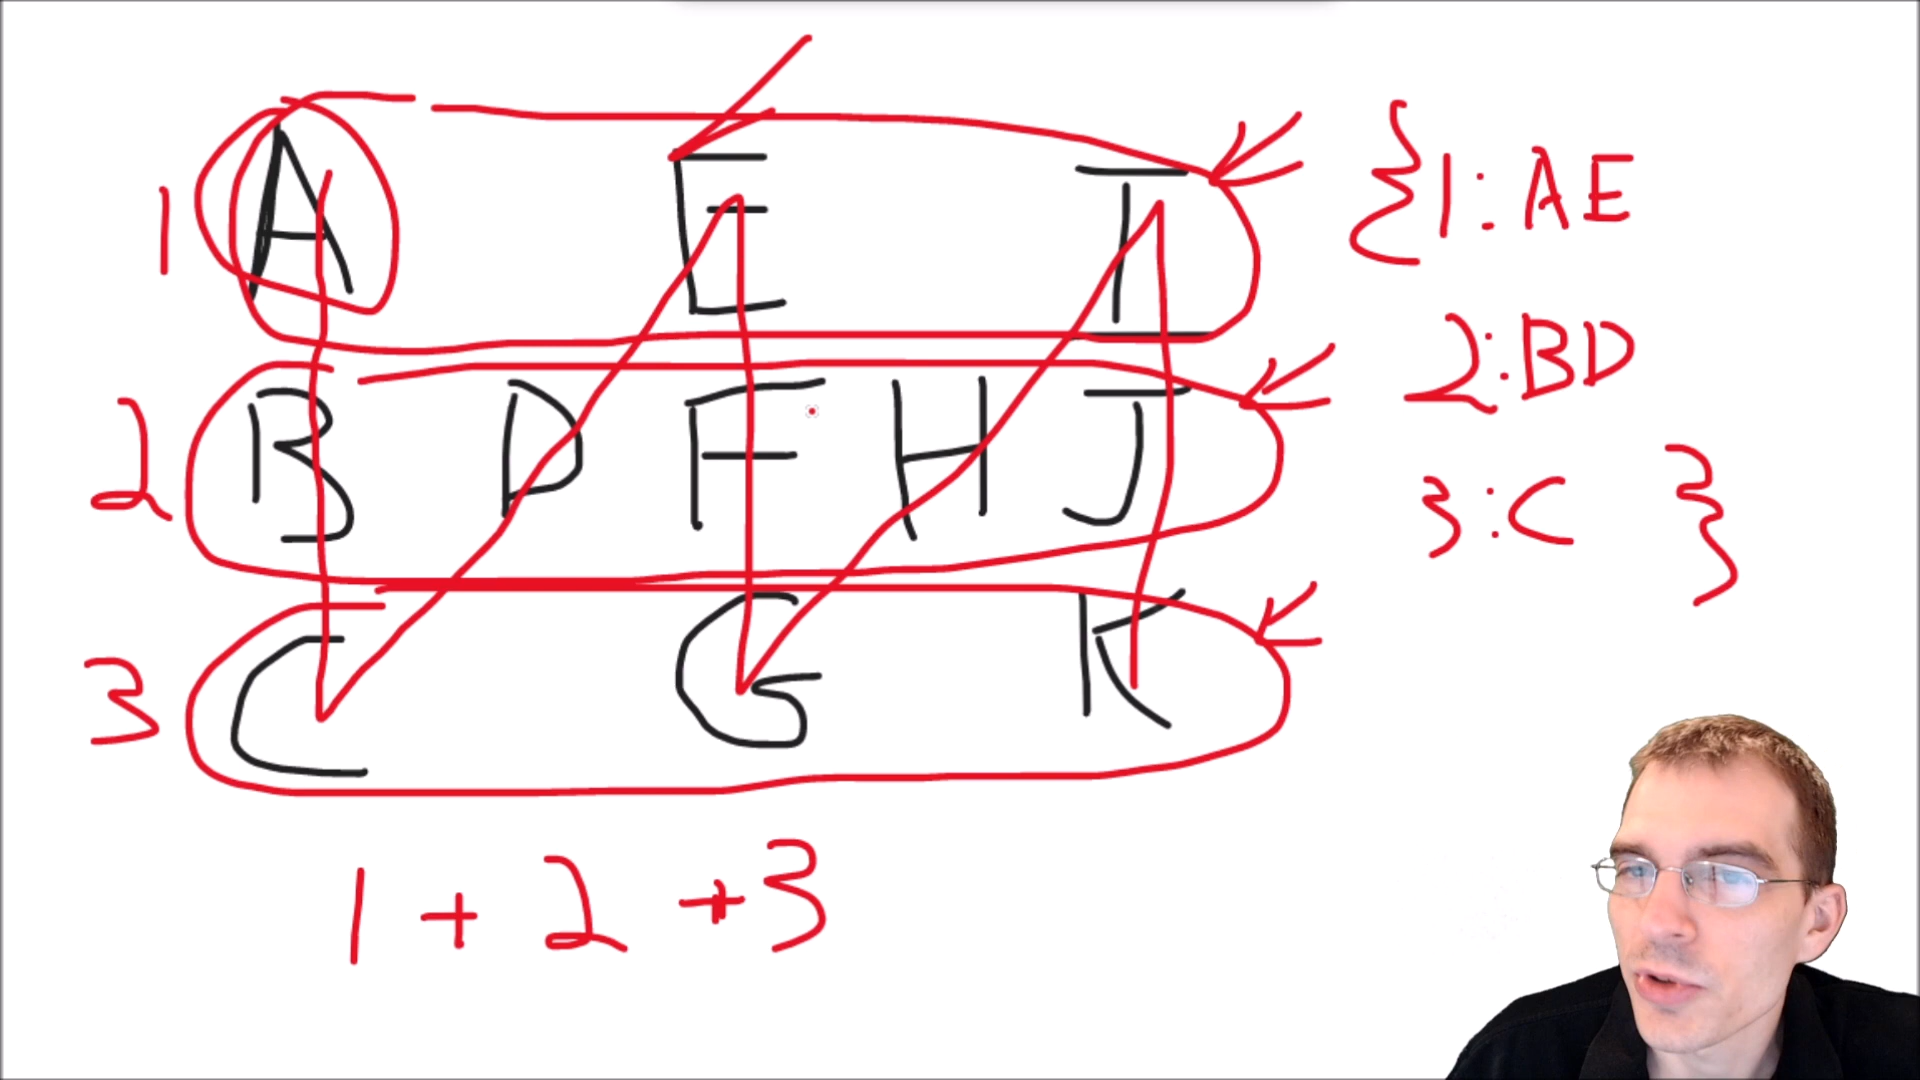 1 A E I {1: AE
2 B D F H J 2: BD
3 C G K 3: C }
1 + 2 + 3